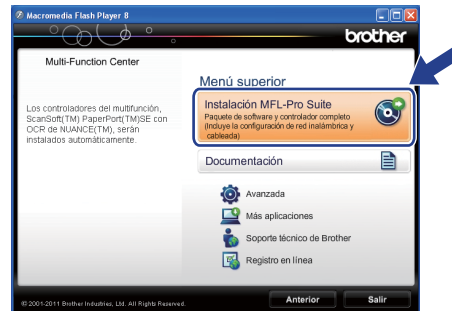 Macromedia Flash Player 8
brother
Multi-Function Center
Los controladores del multifunción,
ScanSoft(TM) PaperPort(TM)SE con
OCR de NUANCE(TM), serán
instalados automáticamente.
Menú superior
Instalación MFL-Pro Suite
Paquete de software y controlador completo
(Incluye la configuración de red inalámbrica y
cableada)
Documentación
Avanzada
Más aplicaciones
Soporte técnico de Brother
Registro en línea
© 2001-2011 Brother Industries, Ltd. All Rights Reserved.
Anterior
Salir